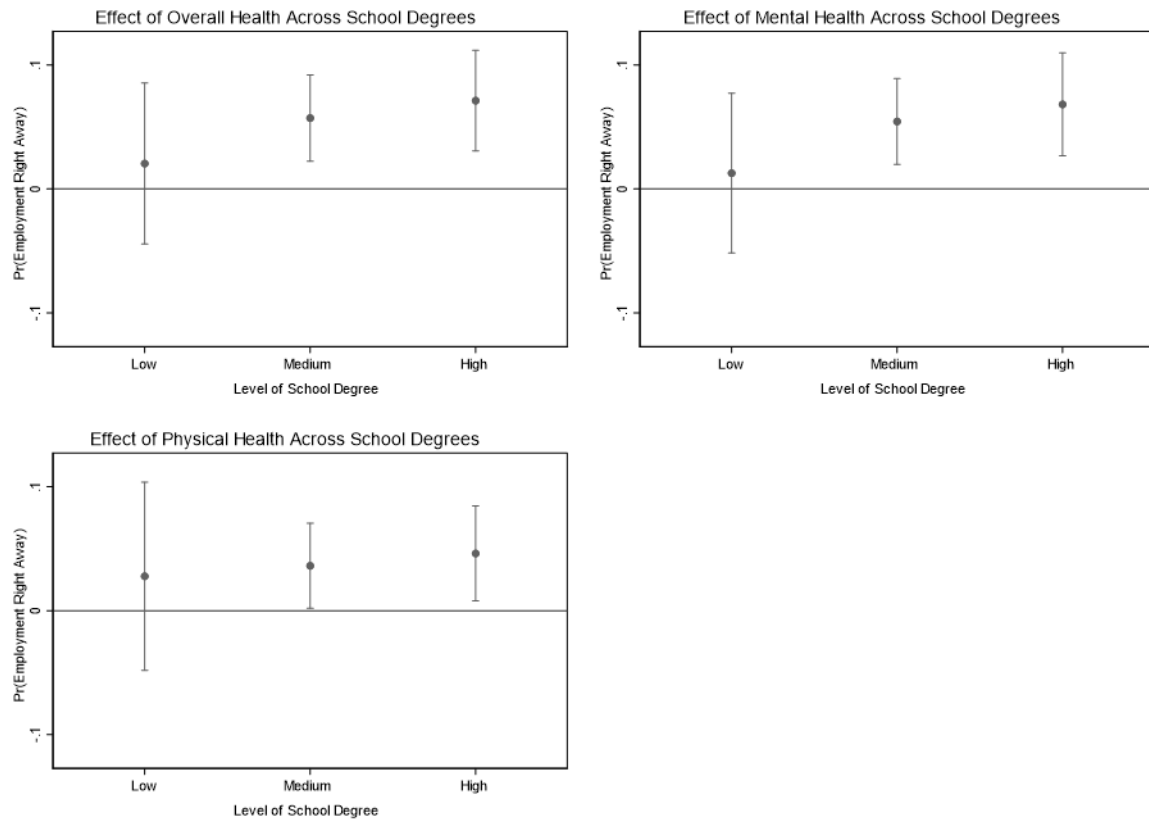 Effect of Overall Health Across School Degrees
Pr(Employment Right Away)
.1
0
-.1
Low Medium High
Level of School Degree
Effect of Mental Health Across School Degrees
Pr(Employment Right Away)
.1
0
-.1
Low Medium High
Level of School Degree
Effect of Physical Health Across School Degrees
Pr(Employment Right Away)
.1
0
-.1
Low Medium High
Level of School Degree